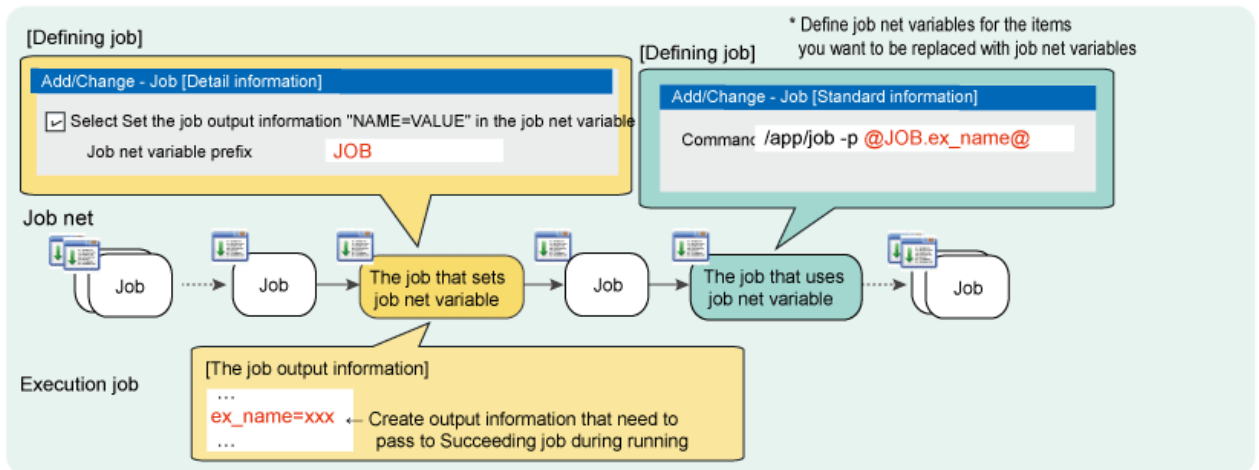 * Define job net variables for the items
you want to be replaced with job net variables
[Defining job]
Add/Change - Job [Detail information]
Select Set the job output information "NAME=VALUE" in the job net variable
Job net variable prefix JOB
[Defining job]
Add/Change - Job [Standard information]
Command /app/job -p @JOB.ex_name@
Job net
Job
Job
The job that sets
job net variable
Job
The job that uses
job net variable
Job
Execution job
[The job output information]
...
ex_name=xxx ← Create output information that need to
pass to Succeeding job during running
...